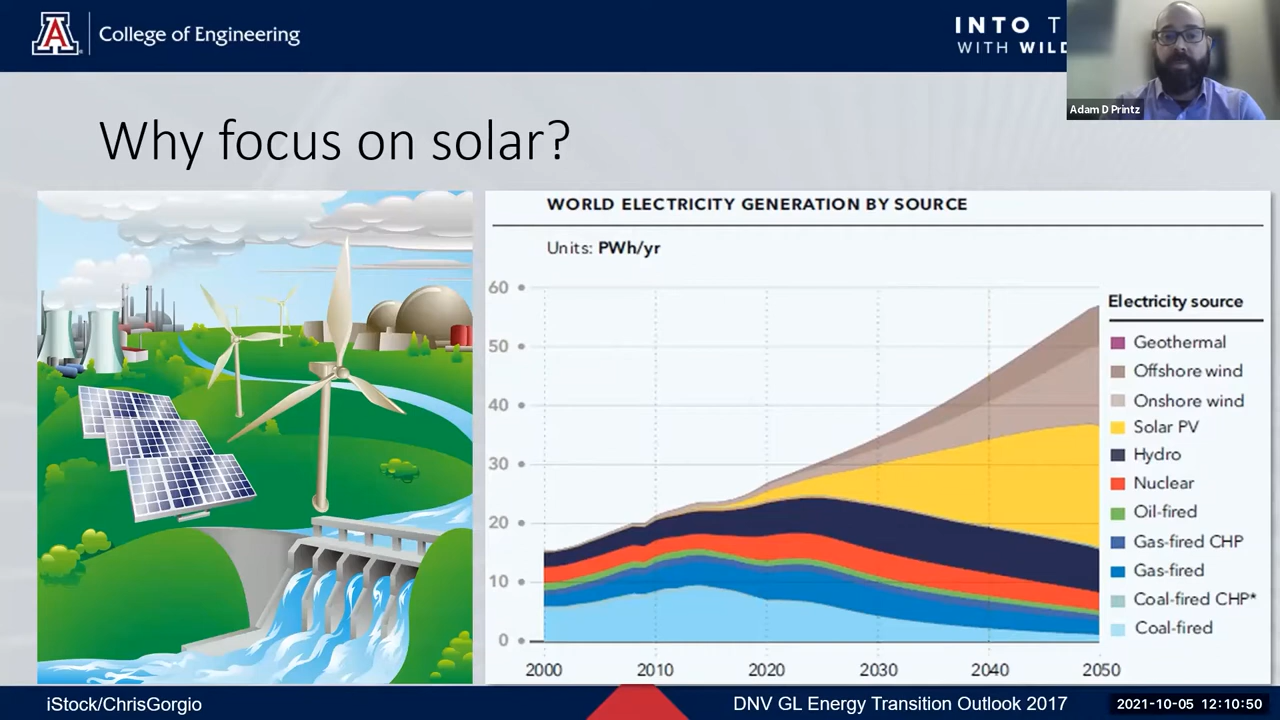 A College of Engineering
INTO T
WITH WILD
Adam D Printz
Why focus on solar?
WORLD ELECTRICITY GENERATION BY SOURCE
Units: PWh/yr
60
50
40
30
20
10
0
2000 2010 2020 2030 2040 2050
Electricity source
Geothermal
Offshore wind
Onshore wind
Solar PV
Hydro
Nuclear
Oil-fired
Gas-fired CHP
Gas-fired
Coal-fired CHP*
Coal-fired
iStock/ChrisGorgio
DNV GL Energy Transition Outlook 2017
2021-10-05 12:10:50